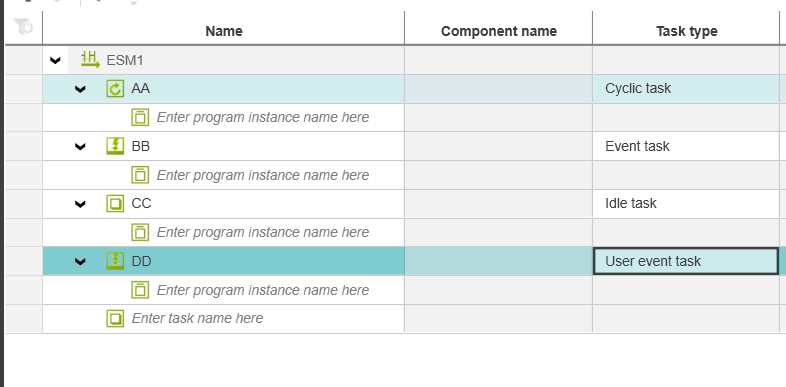 Name Component name Task type
ESM1
AA Cyclic task
Enter program instance name here
BB Event task
Enter program instance name here
CC Idle task
Enter program instance name here
DD User event task
Enter program instance name here
Enter task name here